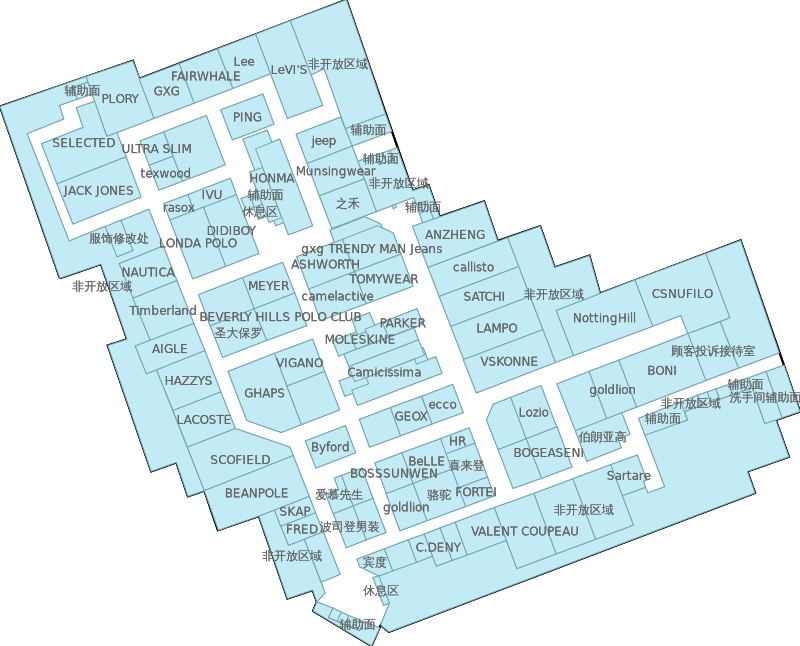 Lee
非开放区域
LeVI'S
FAIRWHALE
辅助面
GXG
PLORY
PING
辅助面
jeep
SELECTED
ULTRA SLIM
辅助面
texwood
Munsingwear
HONMA
非开放区域
JACK JONES
IVU
辅助面
之禾
rasox
休息区
辅助面
DIDIBOY
ANZHENG
服饰修改处
LONDA POLO
gxg TRENDY MAN Jeans
ASHWORTH
callisto
NAUTICA
TOMYWEAR
非开放区域
MEYER
CSNUFILO
camelactive
SATCHI
非开放区域
Timberland
BEVERLY HILLS POLO CLUB
NottingHill
PARKER
LAMPO
圣大保罗
MOLESKINE
AIGLE
顾客投诉接待室
VIGANO
VSKONNE
Camicissima
BONI
HAZZYS
辅助面
GHAPS
goldlion
洗手间辅助面
ecco
非开放区域
Lozio
GEOX
LACOSTE
辅助面
伯朗亚高
HR
Byford
BOGEASENI
SCOFIELD
BeLLE
喜来登
BOSSSUNWEN
Sartare
BEANPOLE
爱慕先生
骆驼
FORTEI
goldlion
SKAP
非开放区域
FRED
波司登男装
VALENT COUPEAU
C.DENY
非开放区域
宾度
休息区
辅助面